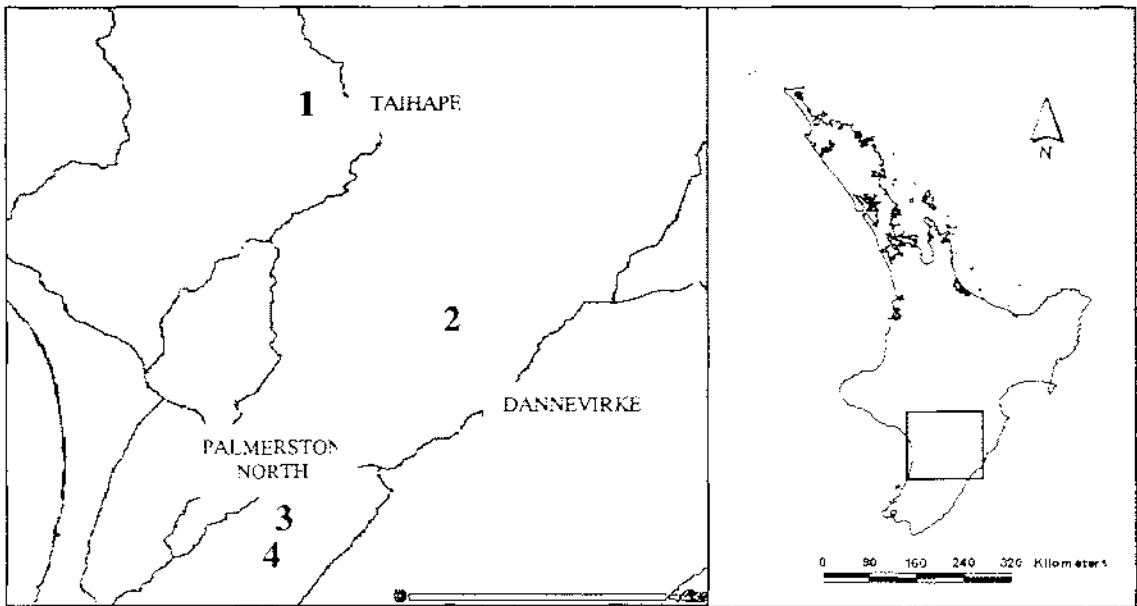 1
TAIHAPE
2
DANNEVIRKE
PALMERSTON
NORTH
3
4
N
0 80 160 240 320 Kilometers